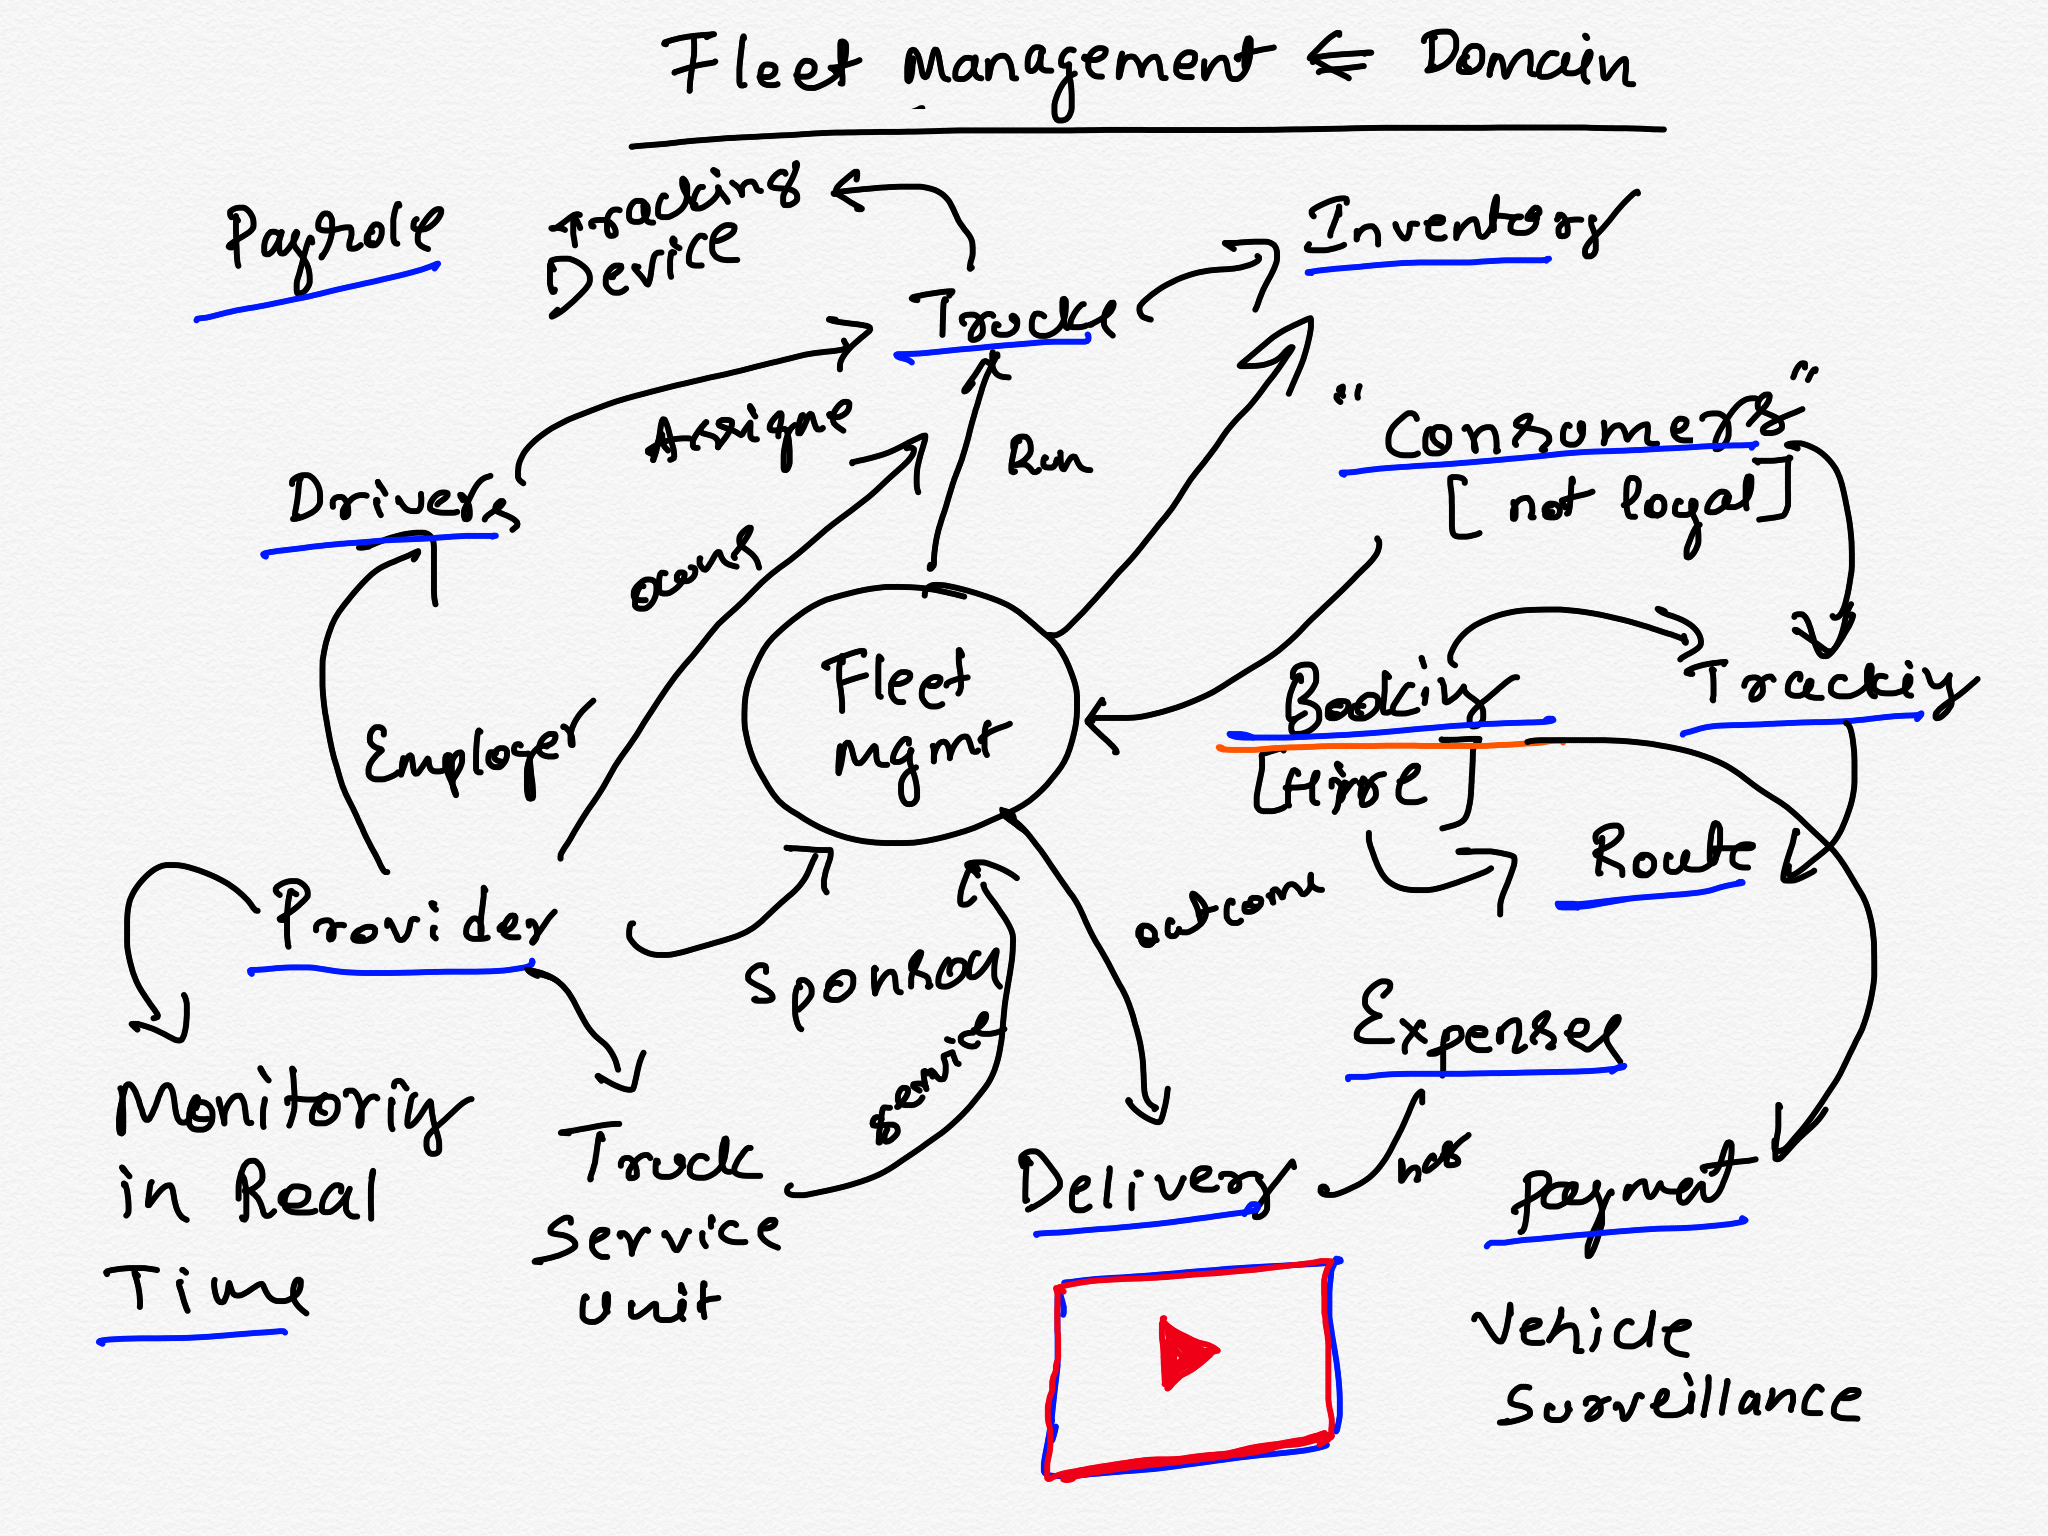 Fleet Management ⇐ Domain
Payrole
Tracking
Device
Inventory
Trucks
Assigne
Run
"Consumers"
[not loyal]
Drivers
owns
Fleet
mgmt
Booking
[Hire]
Tracking
Employer
Route
Provider
Sponsor
outcome
service
Expenses
has
Monitoring
in Real
Time
Truck
Service
unit
Delivery
Payment
Vehicle
Surveillance